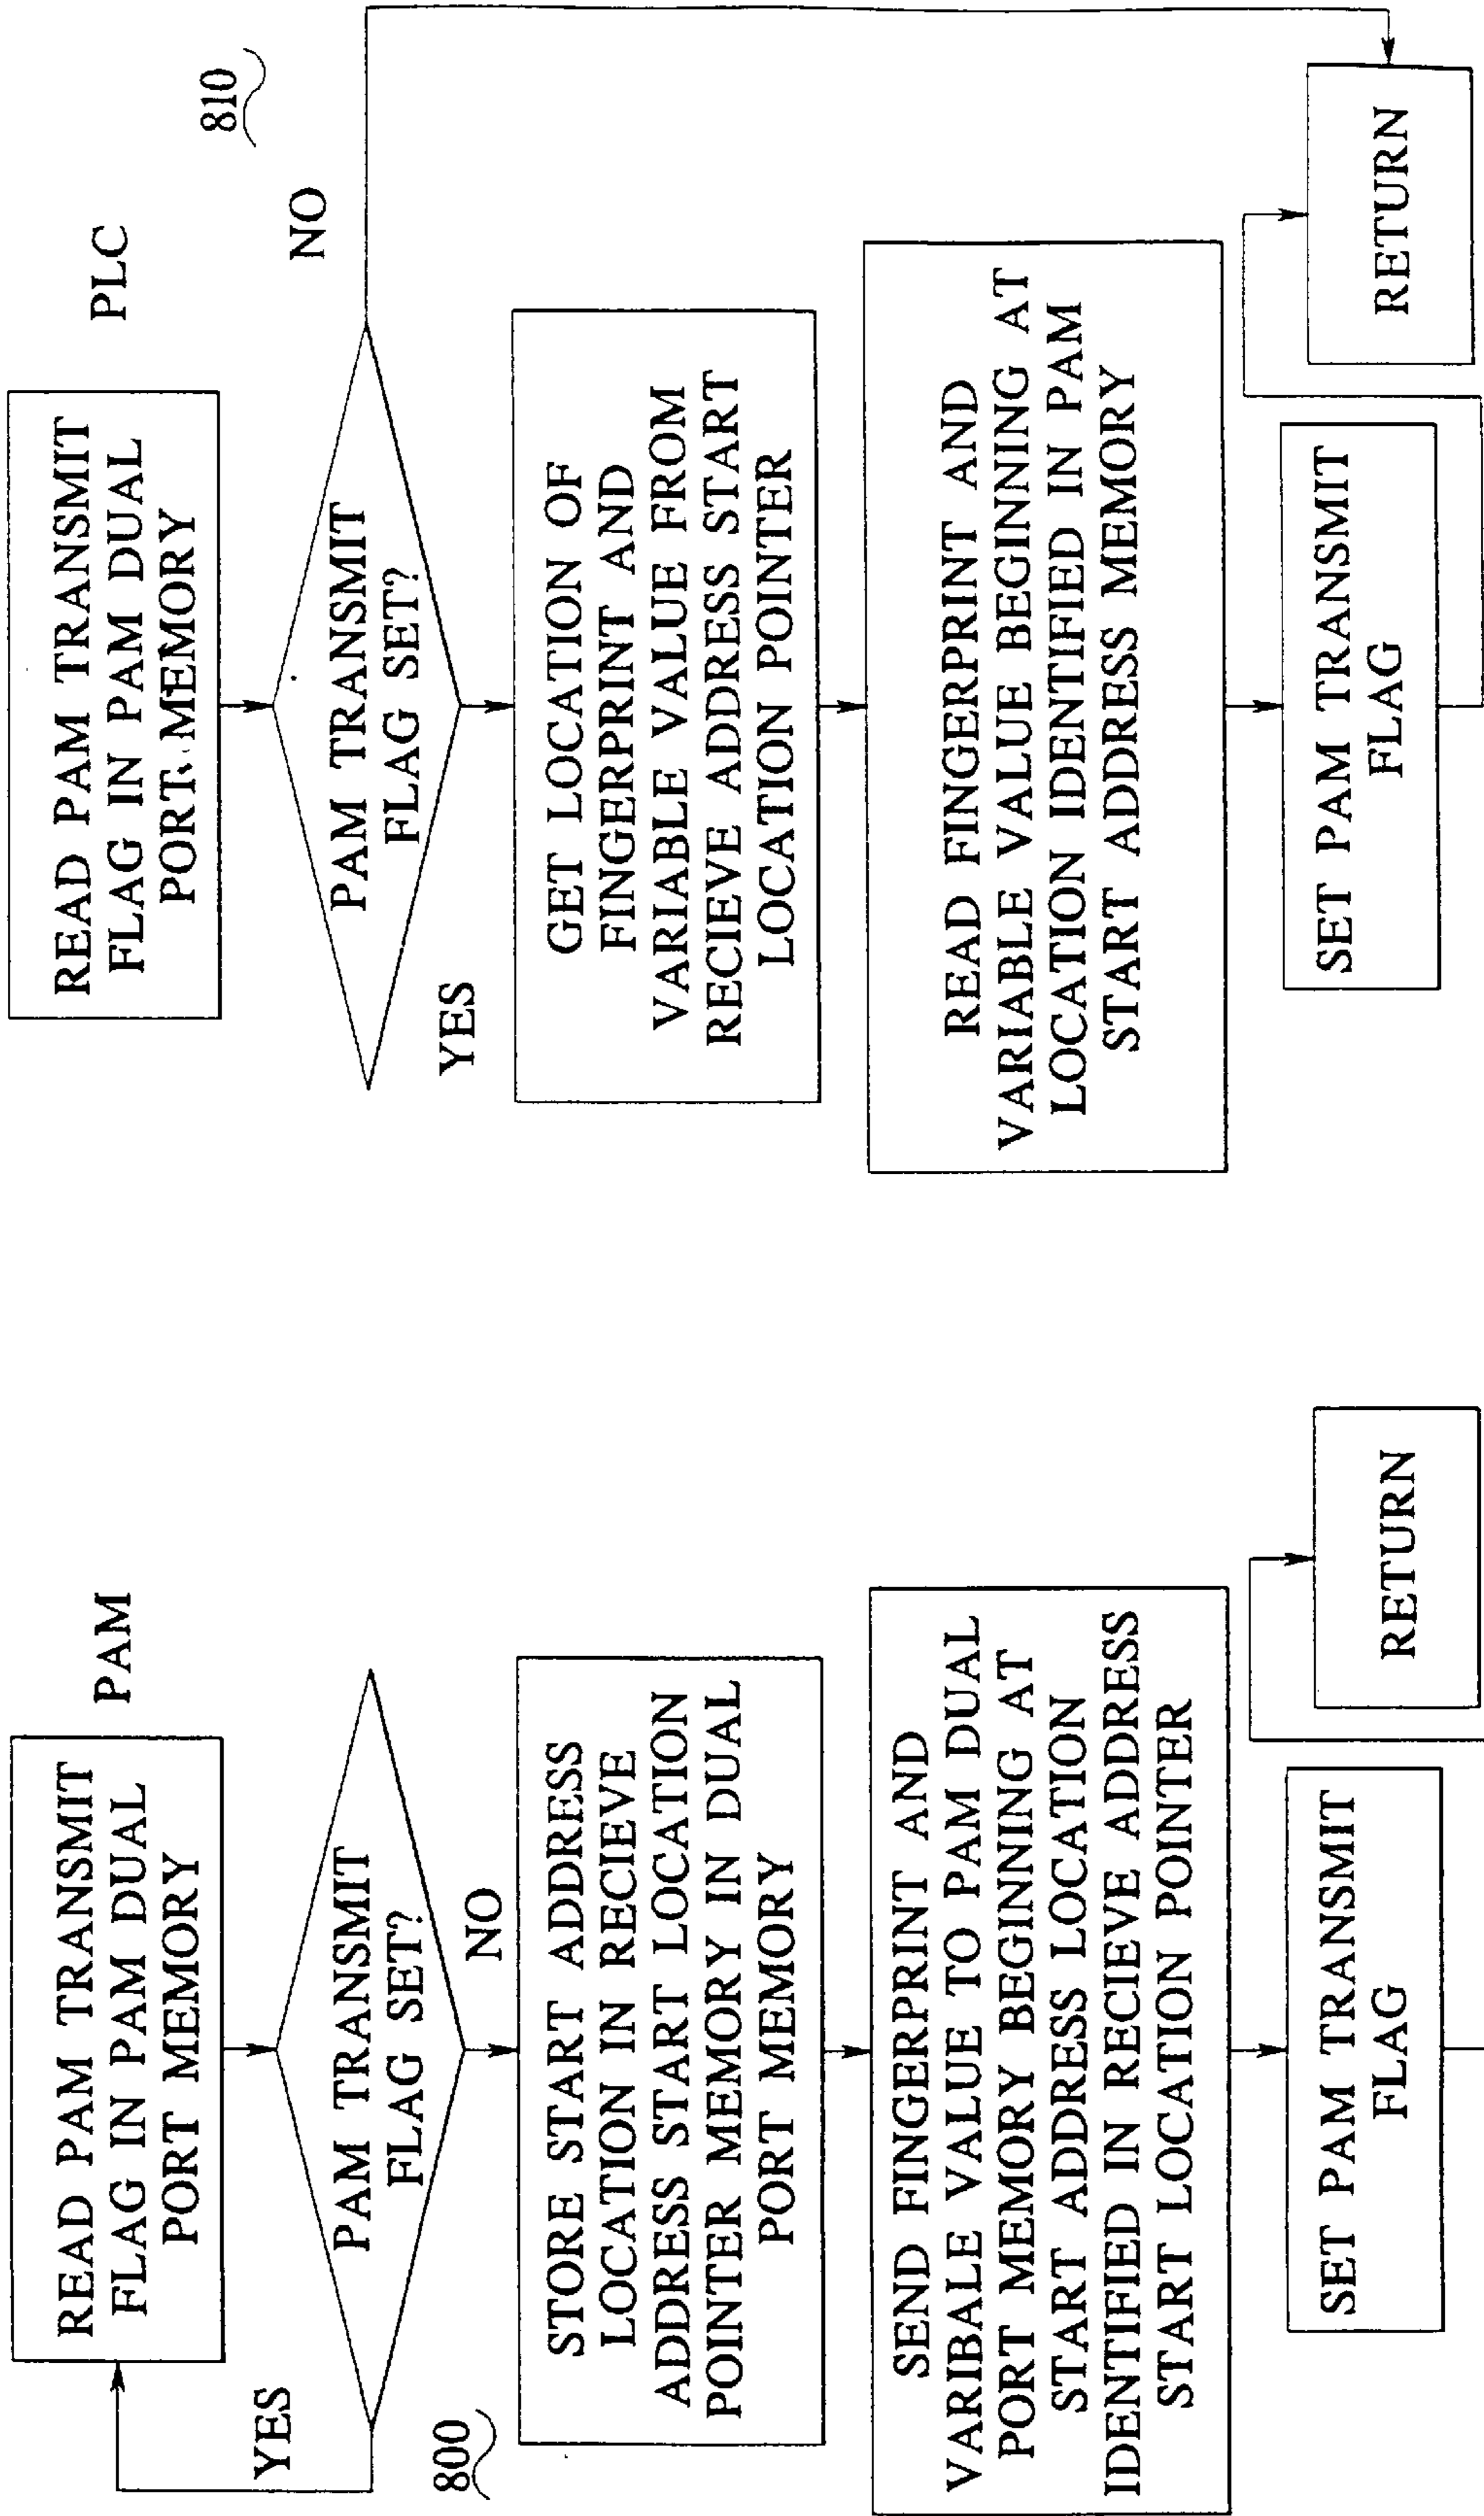 PAM
READ PAM TRANSMIT
FLAG IN PAM DUAL
PORT MEMORY
YES
PAM TRANSMIT
FLAG SET?
800
NO
STORE START ADDRESS
LOCATION IN RECIEVE
ADDRESS START LOCATION
POINTER MEMORY IN DUAL
PORT MEMORY
SEND FINGERPRINT AND
VARIBALE VALUE TO PAM DUAL
PORT MEMORY BEGINNING AT
START ADDRESS LOCATION
IDENTIFIED IN RECIEVE ADDRESS
START LOCATION POINTER
SET PAM TRANSMIT
FLAG
RETURN
PLC
810
READ PAM TRANSMIT
FLAG IN PAM DUAL
PORT MEMORY
PAM TRANSMIT
FLAG SET?
NO
YES
GET LOCATION OF
FINGERPRINT AND
VARIABLE VALUE FROM
RECIEVE ADDRESS START
LOCATION POINTER
READ FINGERPRINT AND
VARIABLE VALUE BEGINNING AT
LOCATION IDENTIFIED IN PAM
START ADDRESS MEMORY
SET PAM TRANSMIT
FLAG
RETURN